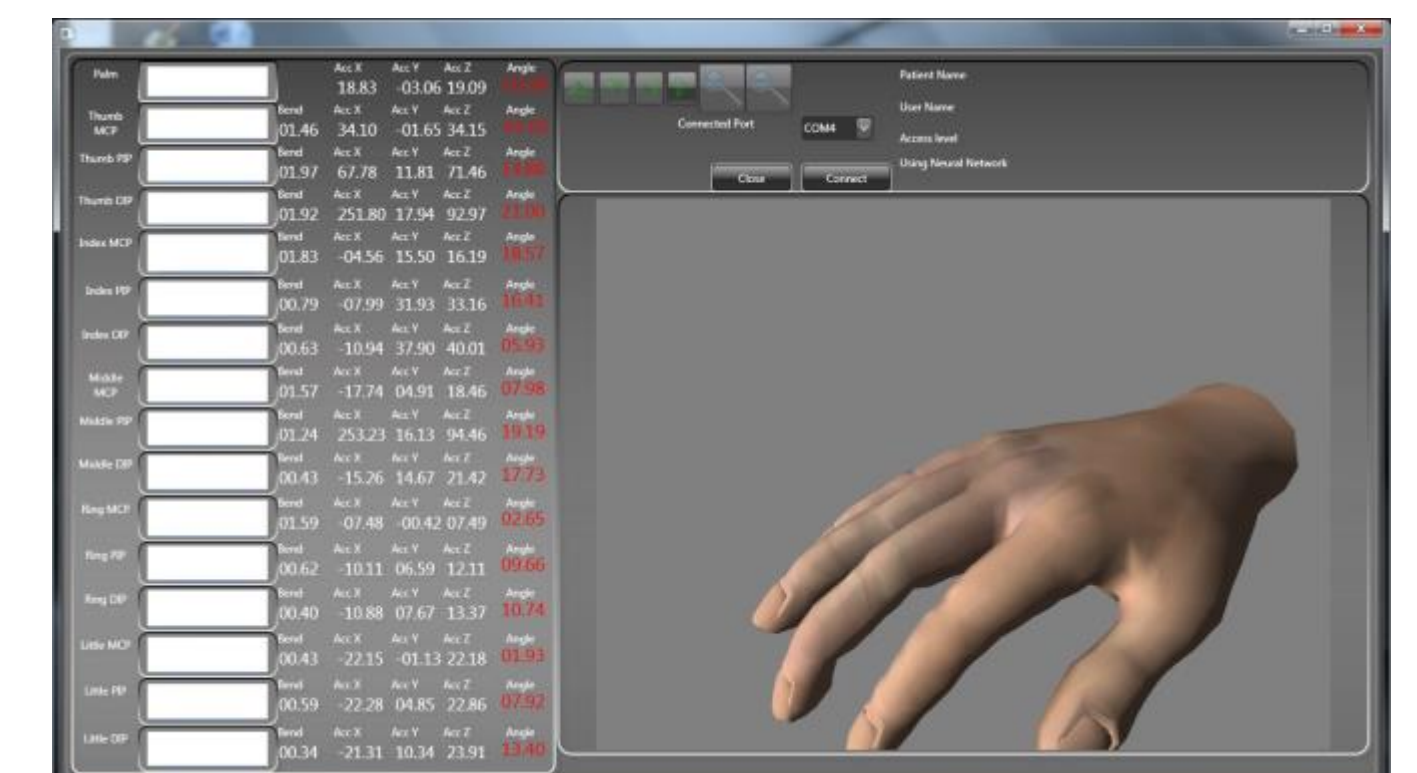 Palm
Acc X Acc Y Acc Z Angle
18.83 -03.06 19.09
Thumb MCP
Bend Acc X Acc Y Acc Z Angle
01.46 34.10 -01.65 34.15
Thumb PIP
Bend Acc X Acc Y Acc Z Angle
01.97 67.78 11.81 71.46
Thumb DIP
Bend Acc X Acc Y Acc Z Angle
01.92 251.80 17.94 92.97
Index MCP
Bend Acc X Acc Y Acc Z Angle
01.83 -04.56 15.50 16.19 18.57
Index PIP
Bend Acc X Acc Y Acc Z Angle
00.79 -07.99 31.93 33.16 16.41
Index DIP
Bend Acc X Acc Y Acc Z Angle
00.63 -10.94 37.90 40.01 05.93
Middle MCP
Bend Acc X Acc Y Acc Z Angle
01.57 -17.74 04.91 18.46 07.98
Middle PIP
Bend Acc X Acc Y Acc Z Angle
01.24 253.23 16.13 94.46 19.19
Middle DIP
Bend Acc X Acc Y Acc Z Angle
00.43 -15.26 14.67 21.42 17.73
Ring MCP
Bend Acc X Acc Y Acc Z Angle
01.59 -07.48 -00.42 07.49 02.65
Ring PIP
Bend Acc X Acc Y Acc Z Angle
00.62 -10.11 06.59 12.11 09.66
Ring DIP
Bend Acc X Acc Y Acc Z Angle
00.40 -10.88 07.67 13.37 10.74
Little MCP
Bend Acc X Acc Y Acc Z Angle
00.43 -22.15 -01.13 22.18 01.93
Little PIP
Bend Acc X Acc Y Acc Z Angle
00.59 -22.28 04.85 22.86 07.92
Little DIP
Bend Acc X Acc Y Acc Z Angle
00.34 -21.31 10.34 23.91 13.40
Connected Port COM4
Close Connect
Patient Name
User Name
Access level
Using Neural Network